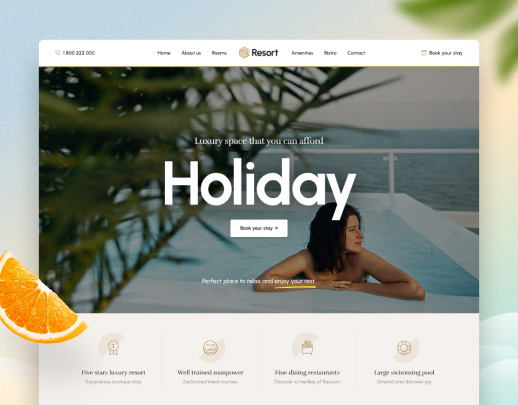 1 800 222 000
Home About us Rooms Resort Amenities Bistro Contact
Book your stay
Luxury space that you can afford
Holiday
Book your stay →
Perfect place to relax and enjoy your rest
Five stars luxury resort
Experience a unique stay
Well trained manpower
Dedicated meal courses
Fine dining restaurants
Discover a medley of flavours
Large swimming pool
Unwind and discover joy